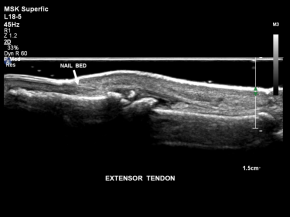 MSK Superfic
L18-5
45Hz
R1
Z 1.2
2D
33%
Dyn R 60
P Med
Res
M3
NAIL BED
1.5cm
EXTENSOR TENDON